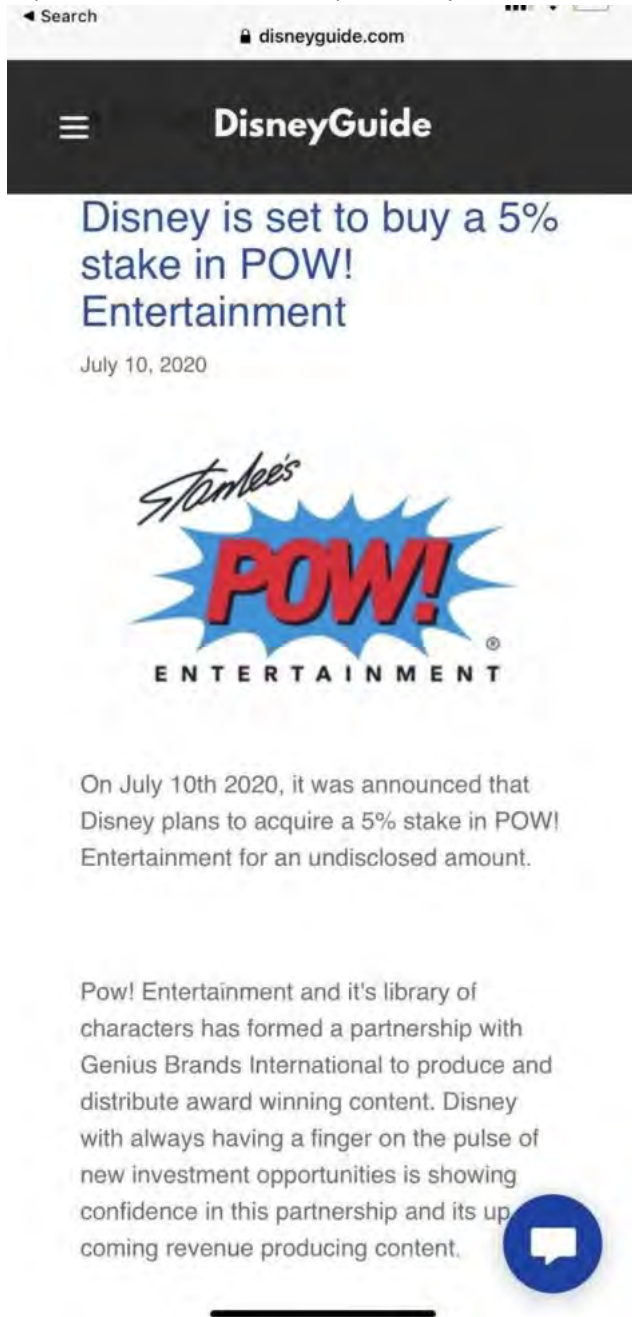 Search
disneyguide.com
DisneyGuide
Disney is set to buy a 5%
stake in POW!
Entertainment
July 10, 2020
Stanlee's
POW!
®
ENTERTAINMENT
On July 10th 2020, it was announced that
Disney plans to acquire a 5% stake in POW!
Entertainment for an undisclosed amount.
Pow! Entertainment and it's library of
characters has formed a partnership with
Genius Brands International to produce and
distribute award winning content. Disney
with always having a finger on the pulse of
new investment opportunities is showing
confidence in this partnership and its up
coming revenue producing content.